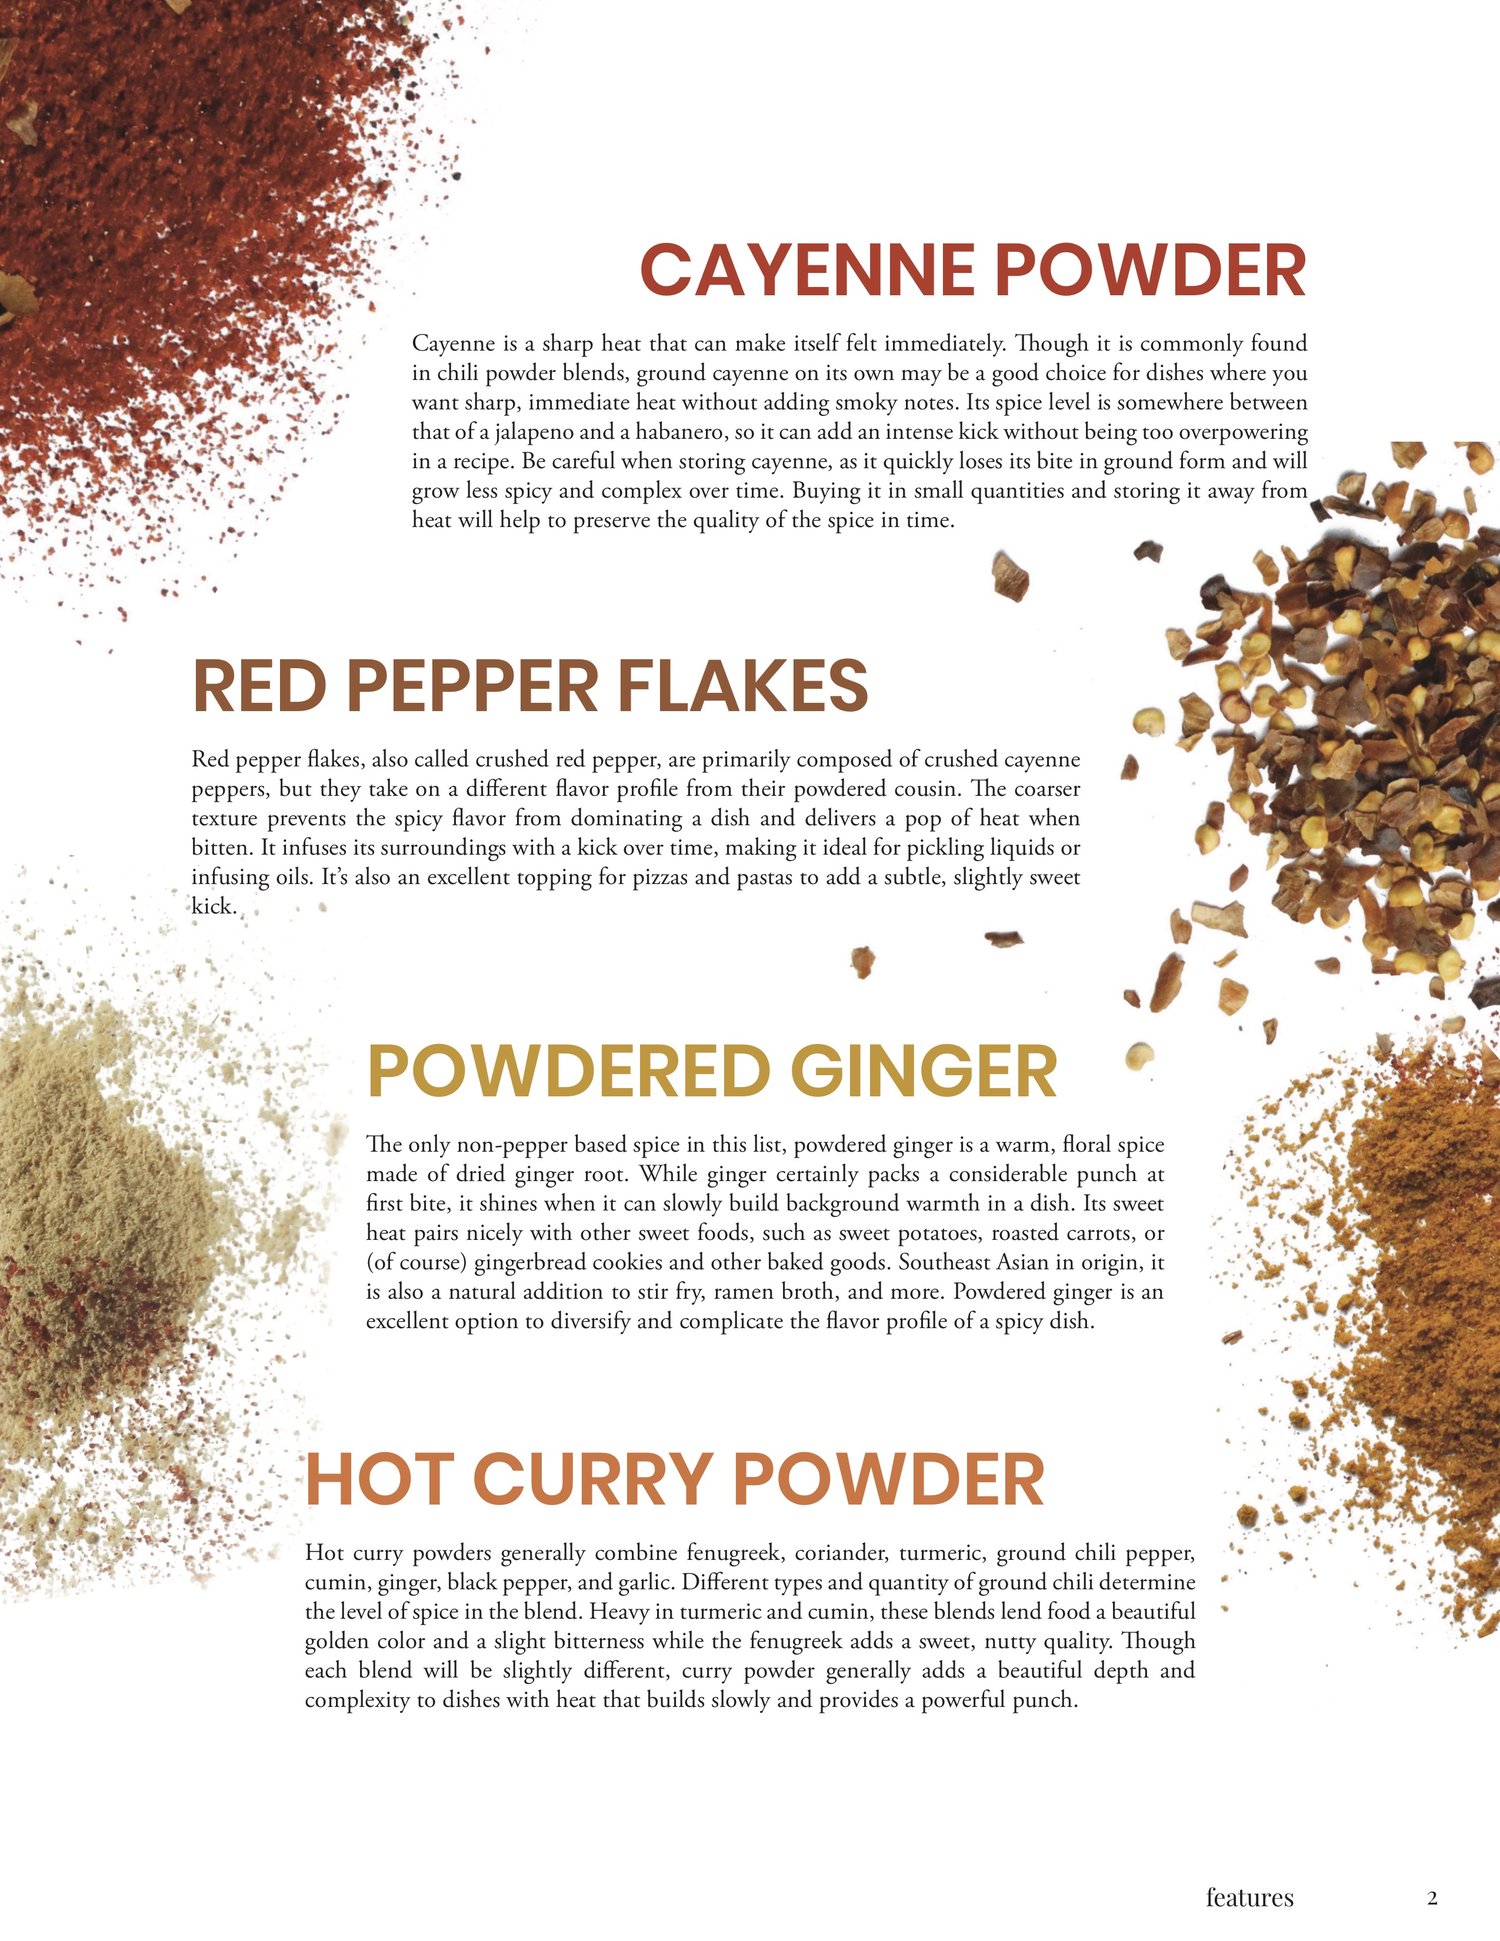 CAYENNE POWDER
Cayenne is a sharp heat that can make itself felt immediately. Though it is commonly found
in chili powder blends, ground cayenne on its own may be a good choice for dishes where you
want sharp, immediate heat without adding smoky notes. Its spice level is somewhere between
that of a jalapeno and a habanero, so it can add an intense kick without being too overpowering
in a recipe. Be careful when storing cayenne, as it quickly loses its bite in ground form and will
grow less spicy and complex over time. Buying it in small quantities and storing it away from
heat will help to preserve the quality of the spice in time.
RED PEPPER FLAKES
Red pepper flakes, also called crushed red pepper, are primarily composed of crushed cayenne
peppers, but they take on a different flavor profile from their powdered cousin. The coarser
texture prevents the spicy flavor from dominating a dish and delivers a pop of heat when
bitten. It infuses its surroundings with a kick over time, making it ideal for pickling liquids or
infusing oils. It’s also an excellent topping for pizzas and pastas to add a subtle, slightly sweet
kick.
POWDERED GINGER
The only non-pepper based spice in this list, powdered ginger is a warm, floral spice
made of dried ginger root. While ginger certainly packs a considerable punch at
first bite, it shines when it can slowly build background warmth in a dish. Its sweet
heat pairs nicely with other sweet foods, such as sweet potatoes, roasted carrots, or
(of course) gingerbread cookies and other baked goods. Southeast Asian in origin, it
is also a natural addition to stir fry, ramen broth, and more. Powdered ginger is an
excellent option to diversify and complicate the flavor profile of a spicy dish.
HOT CURRY POWDER
Hot curry powders generally combine fenugreek, coriander, turmeric, ground chili pepper,
cumin, ginger, black pepper, and garlic. Different types and quantity of ground chili determine
the level of spice in the blend. Heavy in turmeric and cumin, these blends lend food a beautiful
golden color and a slight bitterness while the fenugreek adds a sweet, nutty quality. Though
each blend will be slightly different, curry powder generally adds a beautiful depth and
complexity to dishes with heat that builds slowly and provides a powerful punch.
features 2